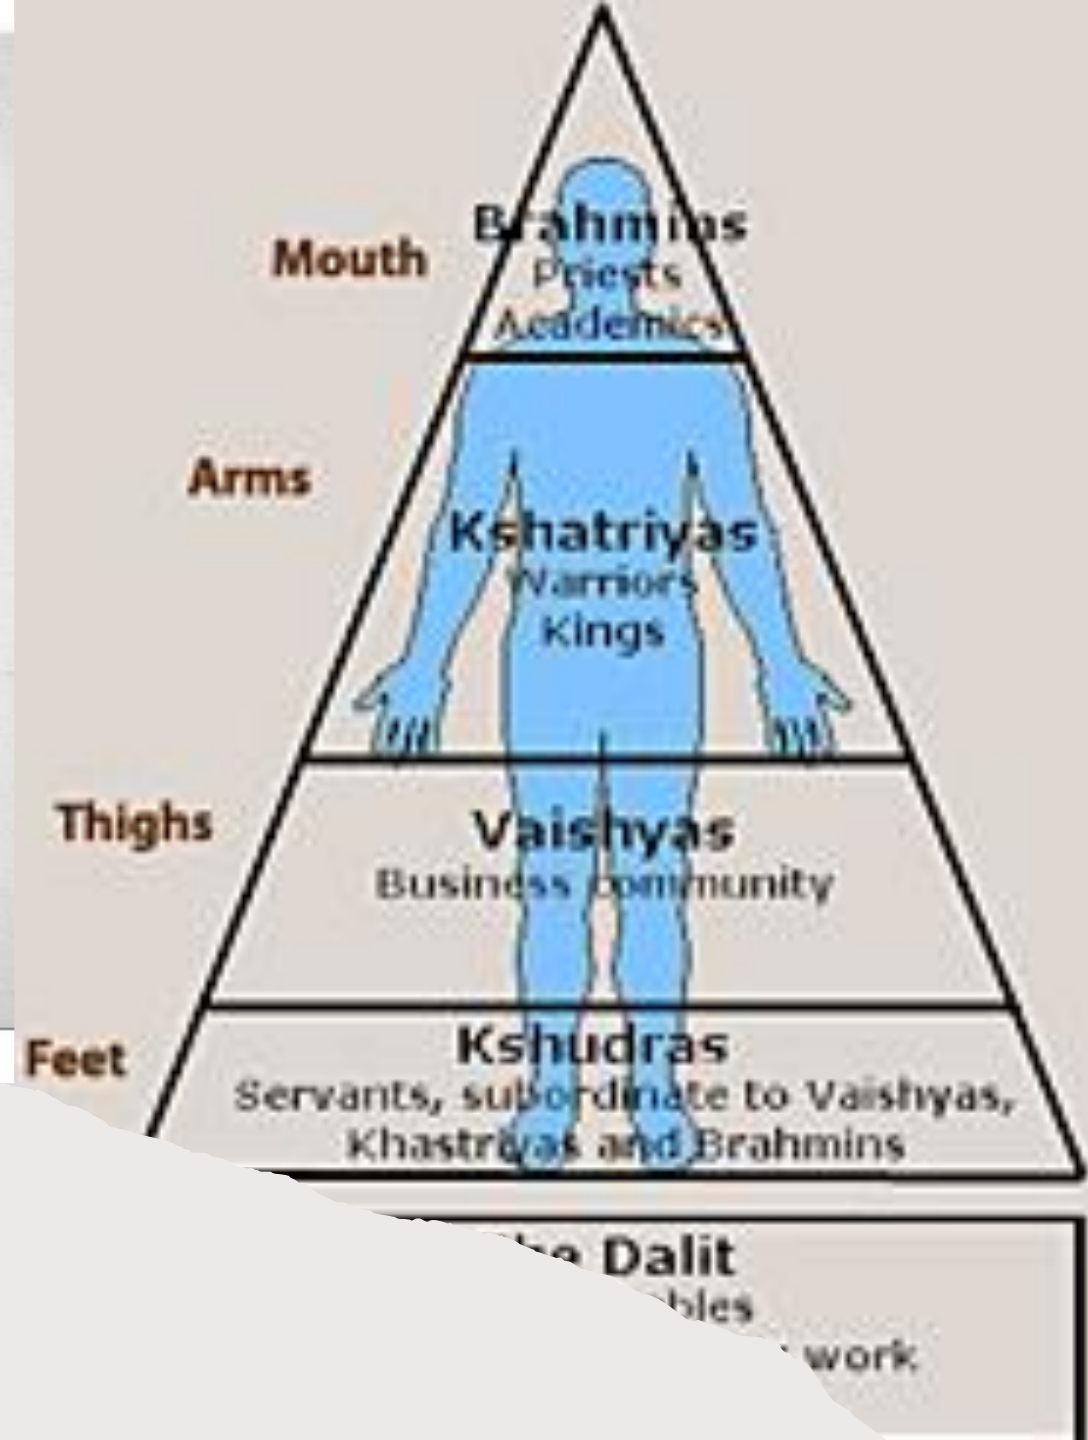 Brahmins
Mouth
Priests
Academics
Arms
Kshatriyas
Warriors
Kings
Thighs
Vaishyas
Business community
Kshudras
Feet
Servants, subordinate to Vaishyas,
Khastriyas and Brahmins
Dalit
work